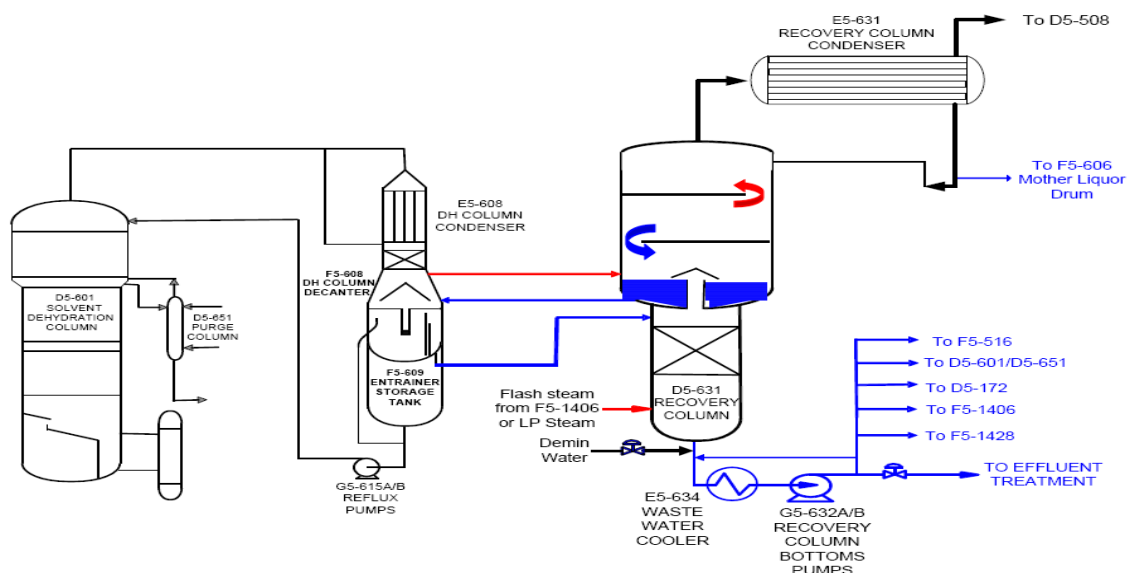 E5-631
RECOVERY COLUMN
CONDENSER
To D5-508
To F5-606
Mother Liquor
Drum
E5-608
DH COLUMN
CONDENSER
F5-608
DH COLUMN
DECANTER
D5-601
SOLVENT
DEHYDRATION
COLUMN
D5-651
PURGE
COLUMN
F5-609
ENTRAINER
STORAGE
TANK
G5-615A/B
REFLUX
PUMPS
D5-631
RECOVERY
COLUMN
Flash steam
from F5-1406
or LP Steam
Demin
Water
To F5-516
To D5-601/D5-651
To D5-172
To F5-1406
To F5-1428
TO EFFLUENT
TREATMENT
E5-634
WASTE
WATER
COOLER
G5-632A/B
RECOVERY
COLUMN
BOTTOMS
PUMPS